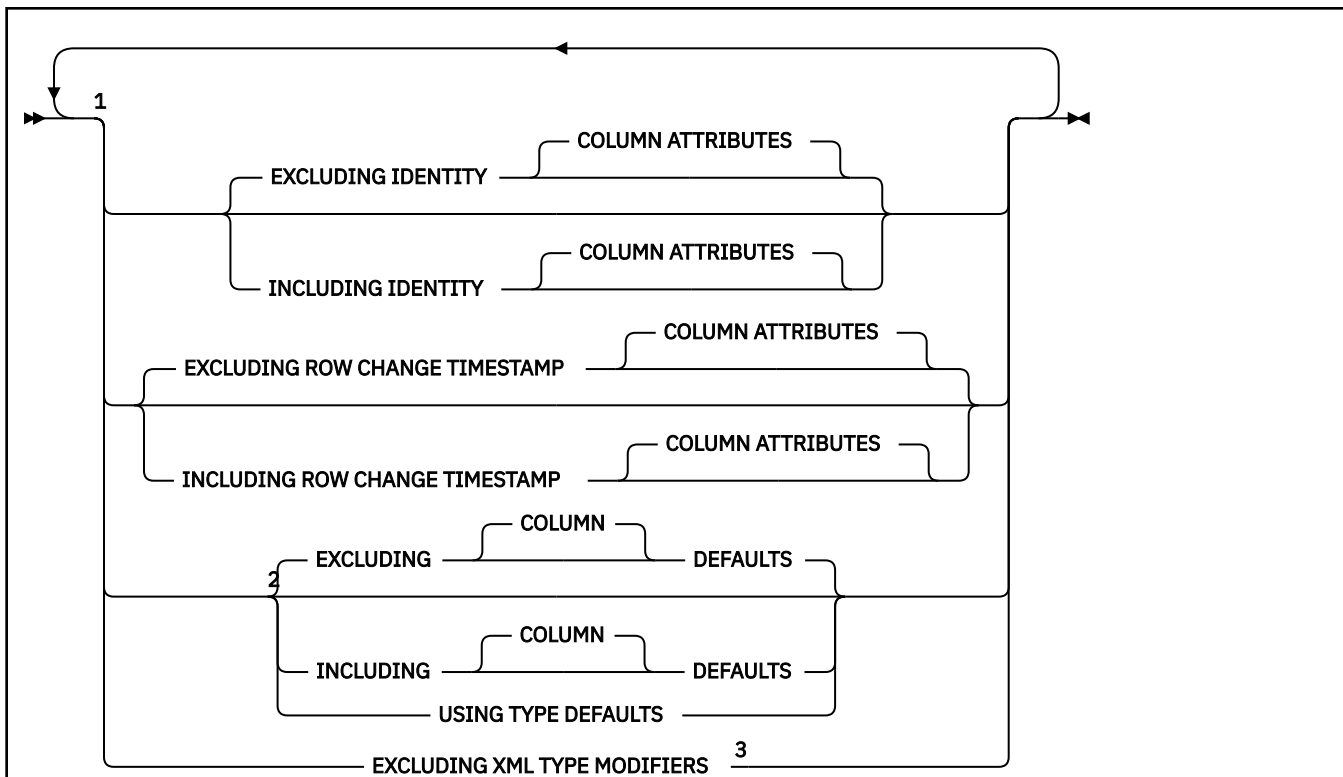 1
COLUMN ATTRIBUTES
EXCLUDING IDENTITY
COLUMN ATTRIBUTES
INCLUDING IDENTITY
COLUMN ATTRIBUTES
EXCLUDING ROW CHANGE TIMESTAMP
COLUMN ATTRIBUTES
INCLUDING ROW CHANGE TIMESTAMP
COLUMN
EXCLUDING DEFAULTS
2
COLUMN
INCLUDING DEFAULTS
USING TYPE DEFAULTS
EXCLUDING XML TYPE MODIFIERS 3